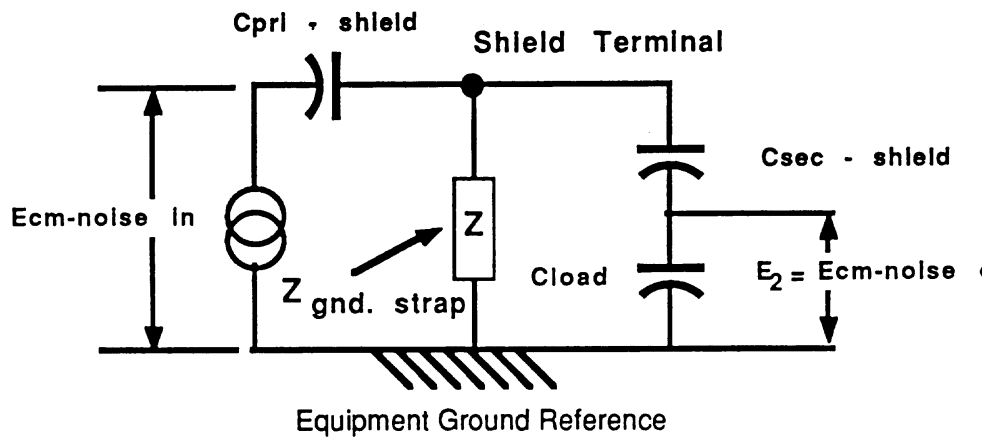 Cpri - shield
Shield Terminal
Csec - shield
Ecm-noise in
Z
Z gnd. strap
Cload
E2 = Ecm-noise
Equipment Ground Reference